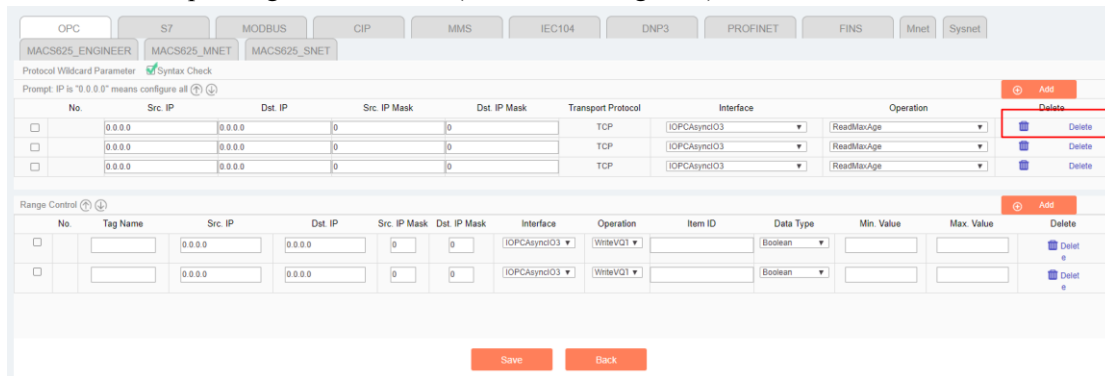 OPC S7 MODBUS CIP MMS IEC104 DNP3 PROFINET FINS Mnet Sysnet
MACS625_ENGINEER MACS625_MNET MACS625_SNET
Protocol Wildcard Parameter Syntax Check
Prompt: IP is "0.0.0.0" means configure all Add
No. Src. IP Dst. IP Src. IP Mask Dst. IP Mask Transport Protocol Interface Operation Delete
0.0.0.0 0.0.0.0 0 0 TCP IOPCAsyncIO3 ReadMaxAge Delete
0.0.0.0 0.0.0.0 0 0 TCP IOPCAsyncIO3 ReadMaxAge Delete
0.0.0.0 0.0.0.0 0 0 TCP IOPCAsyncIO3 ReadMaxAge Delete
Range Control Add
No. Tag Name Src. IP Dst. IP Src. IP Mask Dst. IP Mask Interface Operation Item ID Data Type Min. Value Max. Value Delete
0.0.0.0 0.0.0.0 0 0 IOPCAsyncIO3 WriteVQ1 Boolean Delet
e
0.0.0.0 0.0.0.0 0 0 IOPCAsyncIO3 WriteVQ1 Boolean Delet
e
Save Back